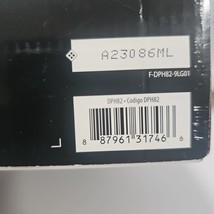 A23086ML
F-DPH82-9LG01
DPH82 • Código DPH82
8 87961 31746 8